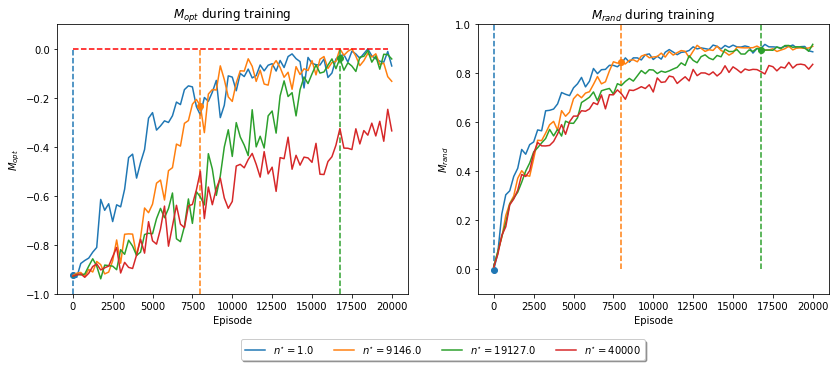 M_opt during training
M_opt
0.0
−0.2
−0.4
−0.6
−0.8
−1.0
0 2500 5000 7500 10000 12500 15000 17500 20000
Episode
M_rand during training
M_rand
1.0
0.8
0.6
0.4
0.2
0.0
0 2500 5000 7500 10000 12500 15000 17500 20000
Episode
n* = 1.0 n* = 9146.0 n* = 19127.0 n* = 40000